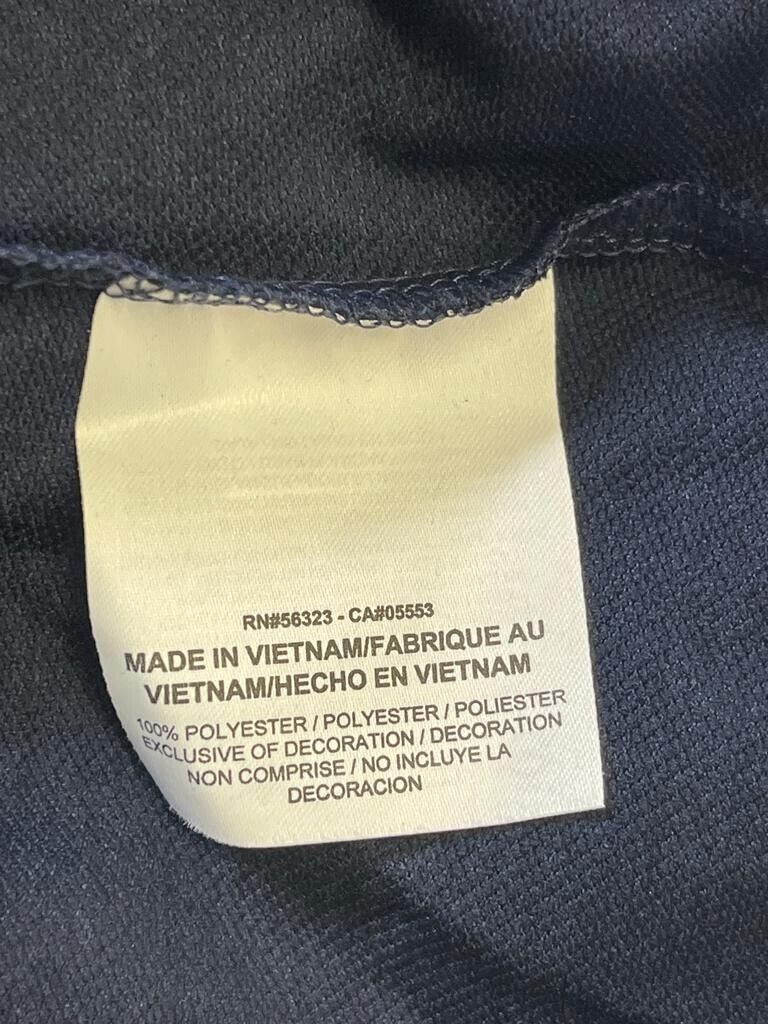 RN#56323 - CA#05553
MADE IN VIETNAM/FABRIQUE AU
VIETNAM/HECHO EN VIETNAM
100% POLYESTER / POLYESTER / POLIESTER
EXCLUSIVE OF DECORATION / DECORATION
NON COMPRISE / NO INCLUYE LA
DECORACION